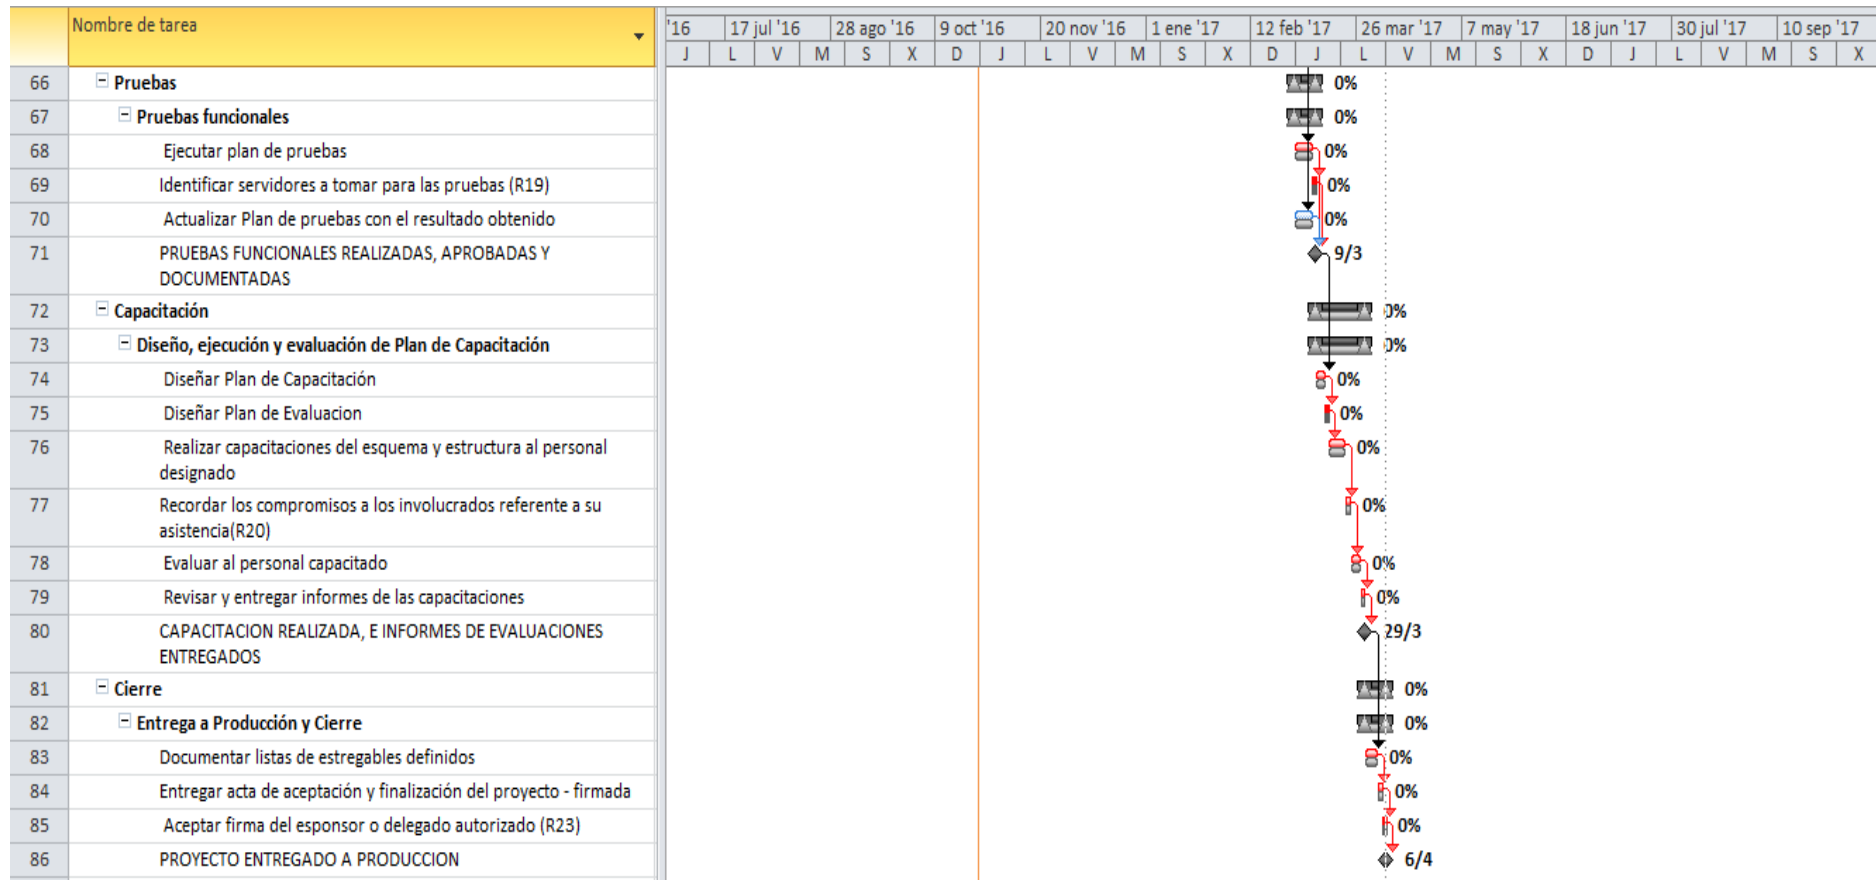 Nombre de tarea
'16 17 jul '16 28 ago '16 9 oct '16 20 nov '16 1 ene '17 12 feb '17 26 mar '17 7 may '17 18 jun '17 30 jul '17 10 sep '17
J L V M S X D J L V M S X D J L V M S X D J L V M S X
66 Pruebas 0%
67 Pruebas funcionales 0%
68 Ejecutar plan de pruebas 0%
69 Identificar servidores a tomar para las pruebas (R19) 0%
70 Actualizar Plan de pruebas con el resultado obtenido 0%
71 PRUEBAS FUNCIONALES REALIZADAS, APROBADAS Y 9/3
DOCUMENTADAS
72 Capacitación 0%
73 Diseño, ejecución y evaluación de Plan de Capacitación 0%
74 Diseñar Plan de Capacitación 0%
75 Diseñar Plan de Evaluacion 0%
76 Realizar capacitaciones del esquema y estructura al personal 0%
designado
77 Recordar los compromisos a los involucrados referente a su 0%
asistencia(R20)
78 Evaluar al personal capacitado 0%
79 Revisar y entregar informes de las capacitaciones 0%
80 CAPACITACION REALIZADA, E INFORMES DE EVALUACIONES 29/3
ENTREGADOS
81 Cierre 0%
82 Entrega a Producción y Cierre 0%
83 Documentar listas de estregables definidos 0%
84 Entregar acta de aceptación y finalización del proyecto - firmada 0%
85 Aceptar firma del esponsor o delegado autorizado (R23) 0%
86 PROYECTO ENTREGADO A PRODUCCION 6/4